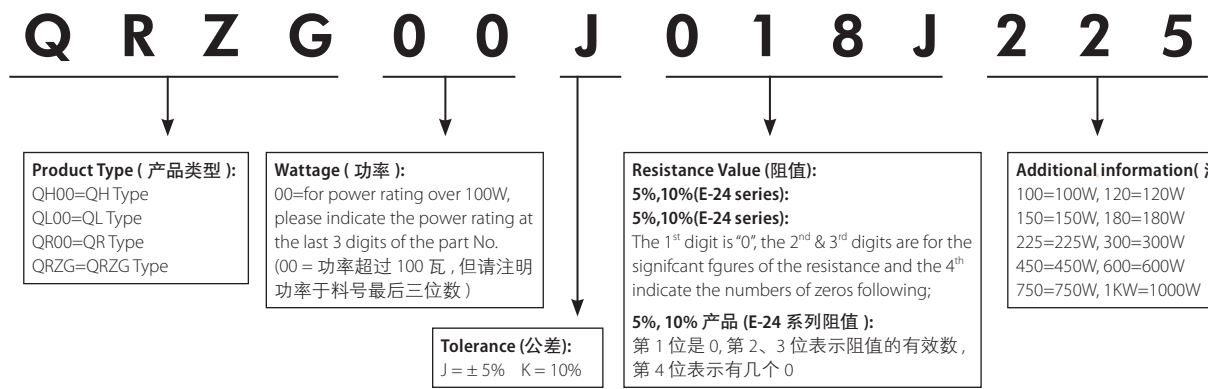 Q R Z G 0 0 J 0 1 8 J 2 2 5
Product Type ( 产品类型 ):
QH00=QH Type
QL00=QL Type
QR00=QR Type
QRZG=QRZG Type
Wattage ( 功率 ):
00=for power rating over 100W,
please indicate the power rating at
the last 3 digits of the part No.
(00 = 功率超过 100 瓦 , 但请注明
功率于料号最后三位数 )
Tolerance (公差):
J = ± 5% K = 10%
Resistance Value (阻值):
5%,10%(E-24 series):
5%,10%(E-24 series):
The 1st digit is "0", the 2nd & 3rd digits are for the
signifcant fgures of the resistance and the 4th
indicate the numbers of zeros following;
5%, 10% 产品 (E-24 系列阻值 ):
第 1 位是 0, 第 2、3 位表示阻值的有效数 ,
第 4 位表示有几个 0
Additional information(
100=100W, 120=120W
150=150W, 180=180W
225=225W, 300=300W
450=450W, 600=600W
750=750W, 1KW=1000W